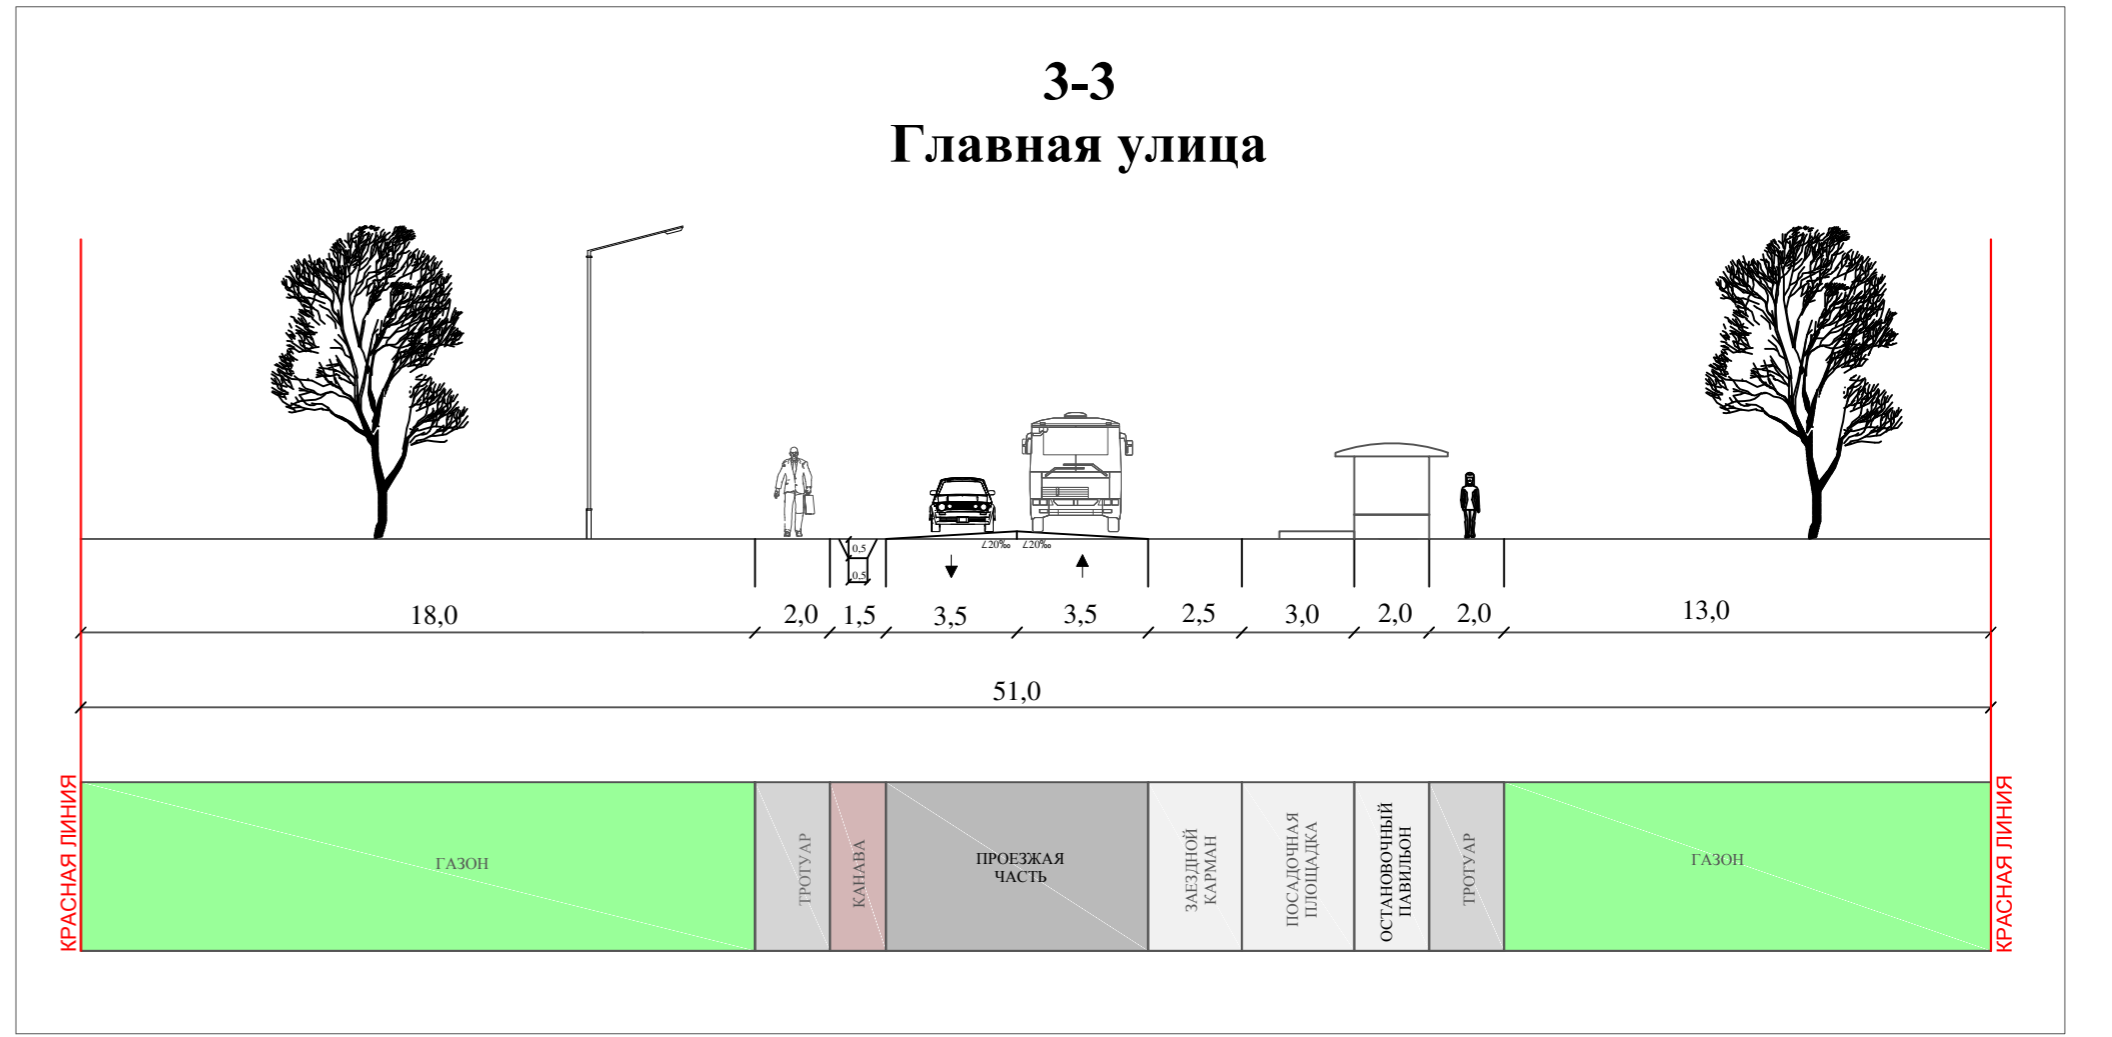 3-3
Главная улица
0,5
0,5
∠20‰ ∠20‰
18,0 2,0 1,5 3,5 3,5 2,5 3,0 2,0 2,0 13,0
51,0
КРАСНАЯ ЛИНИЯ
ГАЗОН
ТРОТУАР
КАНАВА
ПРОЕЗЖАЯ
ЧАСТЬ
ЗАЕЗДНОЙ
КАРМАН
ПОСАДОЧНАЯ
ПЛОЩАДКА
ОСТАНОВОЧНЫЙ
ПАВИЛЬОН
ТРОТУАР
ГАЗОН
КРАСНАЯ ЛИНИЯ